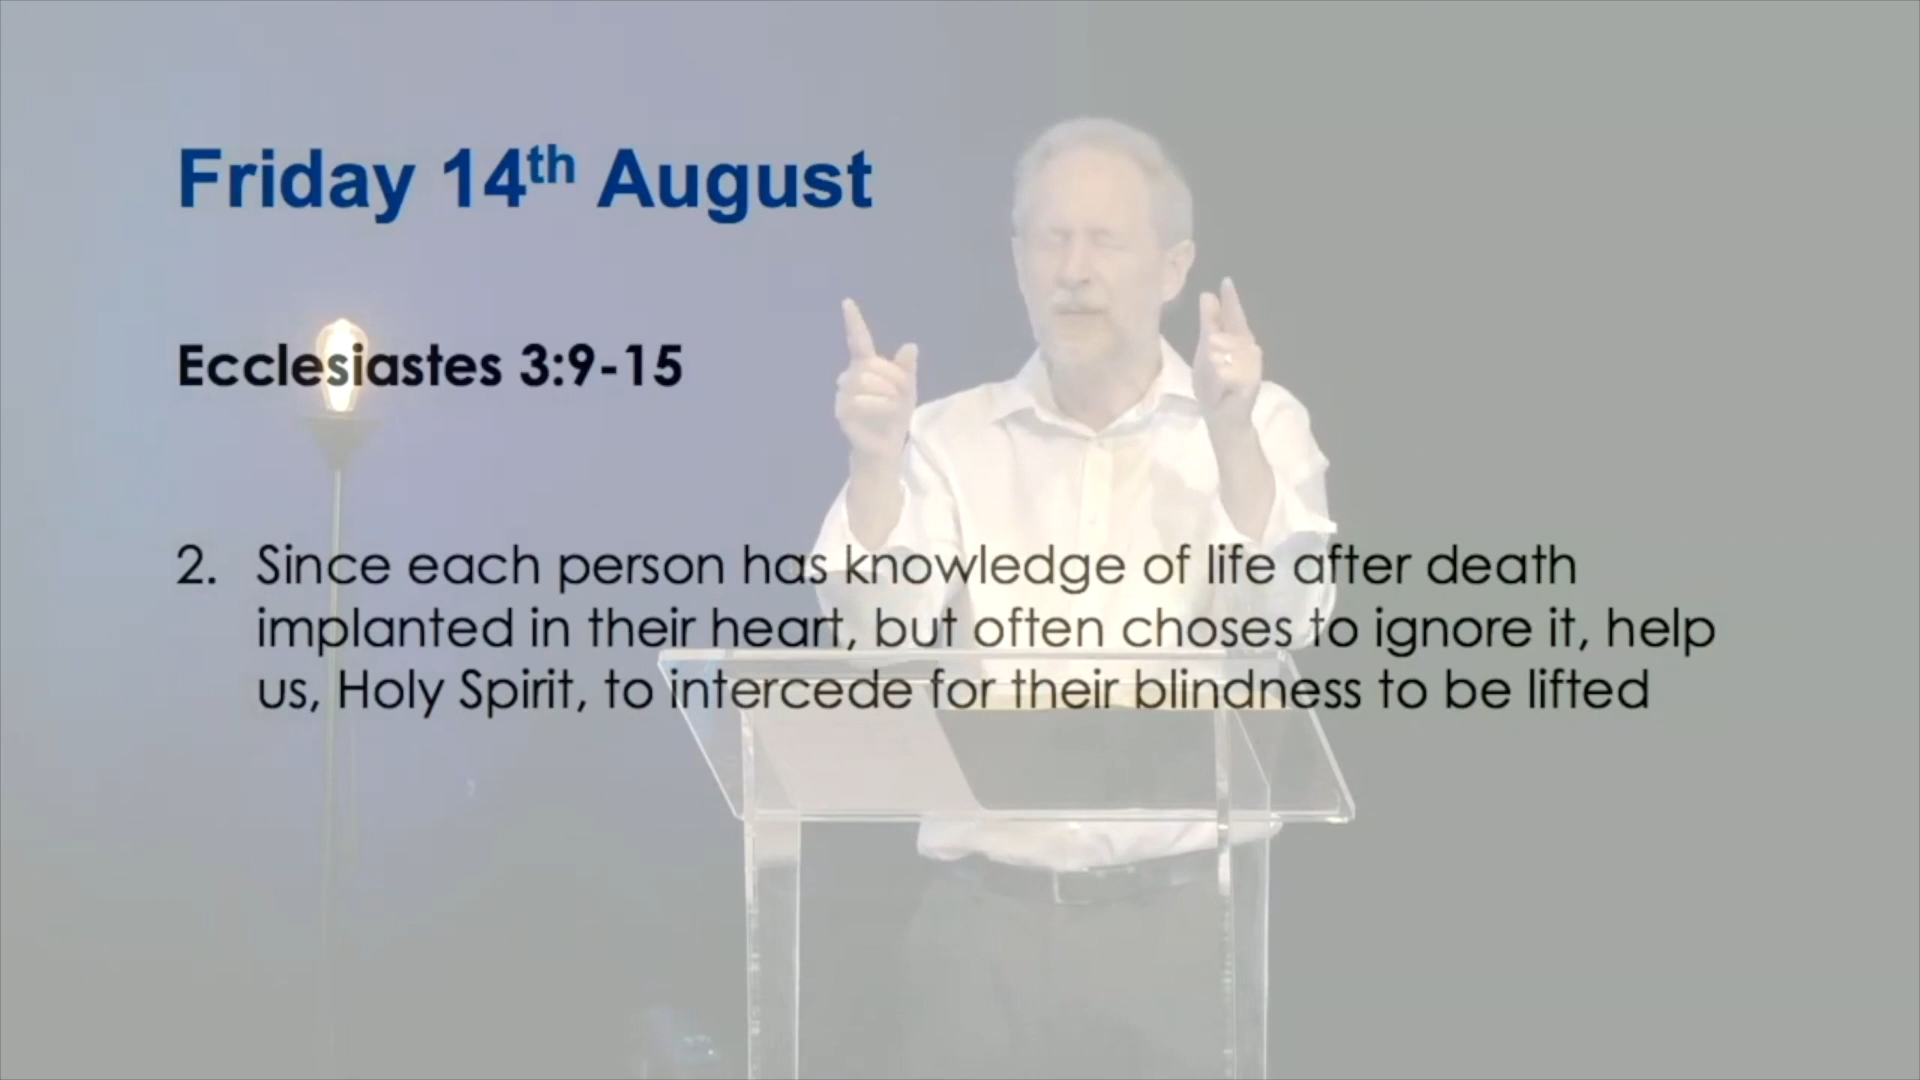 Friday 14th August
Ecclesiastes 3:9-15
2. Since each person has knowledge of life after death
implanted in their heart, but often choses to ignore it, help
us, Holy Spirit, to intercede for their blindness to be lifted